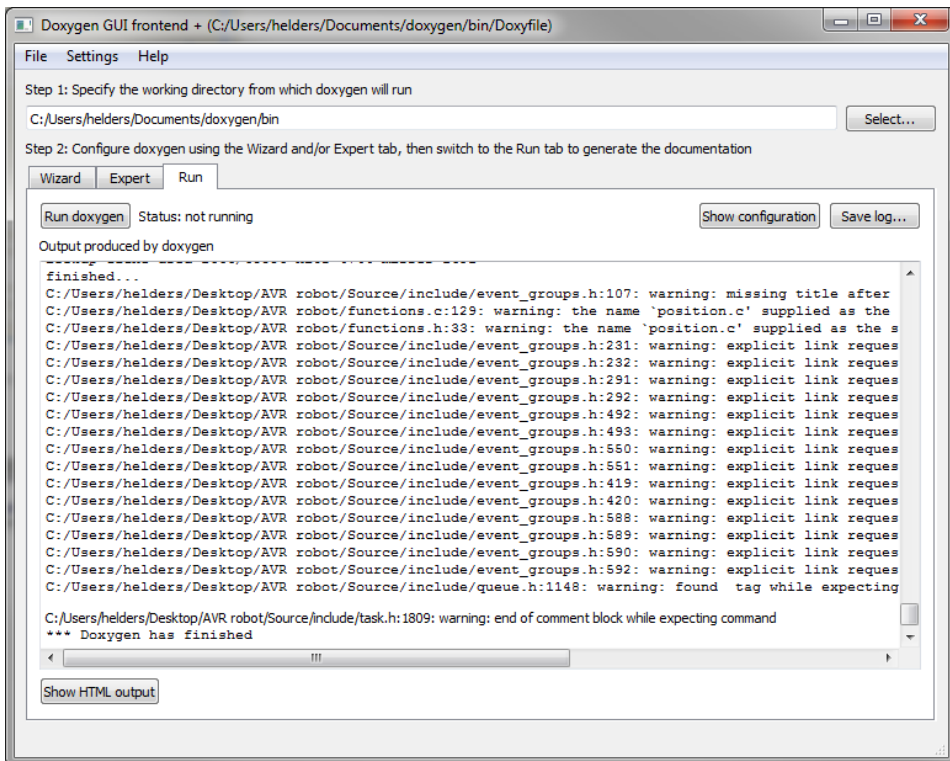 Doxygen GUI frontend + (C:/Users/helders/Documents/doxygen/bin/Doxyfile)
File Settings Help
Step 1: Specify the working directory from which doxygen will run
C:/Users/helders/Documents/doxygen/bin
Select...
Step 2: Configure doxygen using the Wizard and/or Expert tab, then switch to the Run tab to generate the documentation
Wizard Expert Run
Run doxygen Status: not running Show configuration Save log...
Output produced by doxygen
finished...
C:/Users/helders/Desktop/AVR robot/Source/include/event_groups.h:107: warning: missing title after
C:/Users/helders/Desktop/AVR robot/functions.c:129: warning: the name `position.c' supplied as the
C:/Users/helders/Desktop/AVR robot/functions.h:33: warning: the name `position.c' supplied as the s
C:/Users/helders/Desktop/AVR robot/Source/include/event_groups.h:231: warning: explicit link reques
C:/Users/helders/Desktop/AVR robot/Source/include/event_groups.h:232: warning: explicit link reques
C:/Users/helders/Desktop/AVR robot/Source/include/event_groups.h:291: warning: explicit link reques
C:/Users/helders/Desktop/AVR robot/Source/include/event_groups.h:292: warning: explicit link reques
C:/Users/helders/Desktop/AVR robot/Source/include/event_groups.h:492: warning: explicit link reques
C:/Users/helders/Desktop/AVR robot/Source/include/event_groups.h:493: warning: explicit link reques
C:/Users/helders/Desktop/AVR robot/Source/include/event_groups.h:550: warning: explicit link reques
C:/Users/helders/Desktop/AVR robot/Source/include/event_groups.h:551: warning: explicit link reques
C:/Users/helders/Desktop/AVR robot/Source/include/event_groups.h:419: warning: explicit link reques
C:/Users/helders/Desktop/AVR robot/Source/include/event_groups.h:420: warning: explicit link reques
C:/Users/helders/Desktop/AVR robot/Source/include/event_groups.h:588: warning: explicit link reques
C:/Users/helders/Desktop/AVR robot/Source/include/event_groups.h:589: warning: explicit link reques
C:/Users/helders/Desktop/AVR robot/Source/include/event_groups.h:590: warning: explicit link reques
C:/Users/helders/Desktop/AVR robot/Source/include/event_groups.h:592: warning: explicit link reques
C:/Users/helders/Desktop/AVR robot/Source/include/queue.h:1148: warning: found  tag while expecting
C:/Users/helders/Desktop/AVR robot/Source/include/task.h:1809: warning: end of comment block while expecting command
*** Doxygen has finished
Show HTML output